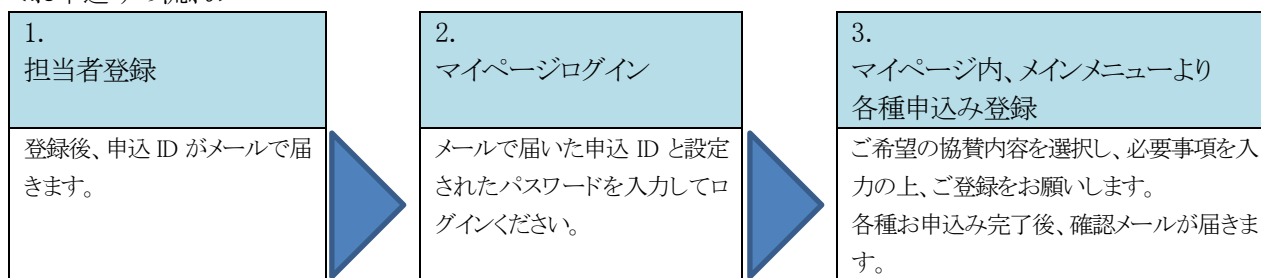 1.
担当者登録
登録後、申込 ID がメールで届
きます。
2.
マイページログイン
メールで届いた申込 ID と設定
されたパスワードを入力してロ
グインください。
3.
マイページ内、メインメニューより
各種申込み登録
ご希望の協賛内容を選択し、必要事項を入
力の上、ご登録をお願いします。
各種お申込み完了後、確認メールが届きま
す。